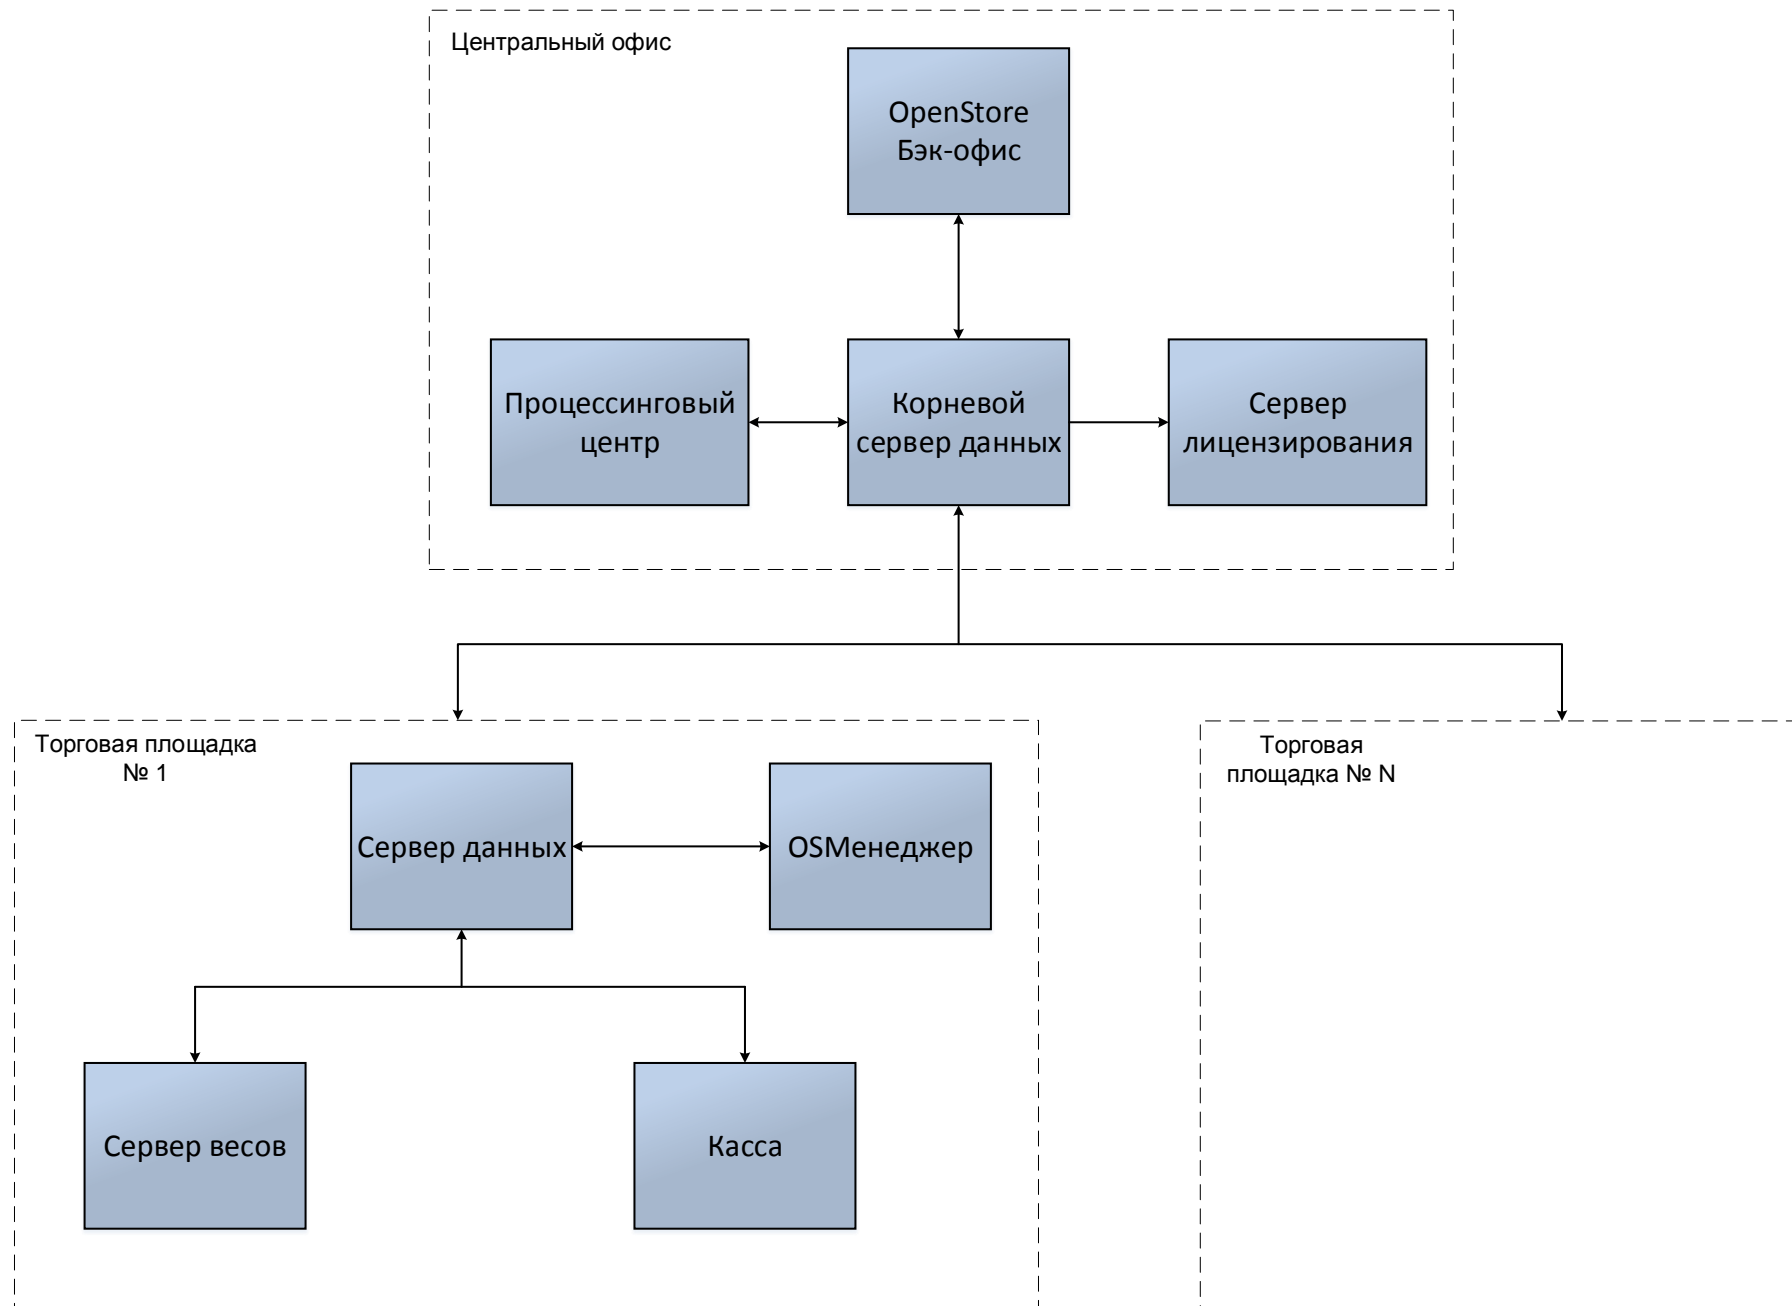 Центральный офис
OpenStore
Бэк-офис
Процессинговый
центр
Корневой
сервер данных
Сервер
лицензирования
Торговая площадка
№ 1
Сервер данных
OSМенеджер
Сервер весов
Касса
Торговая
площадка № N